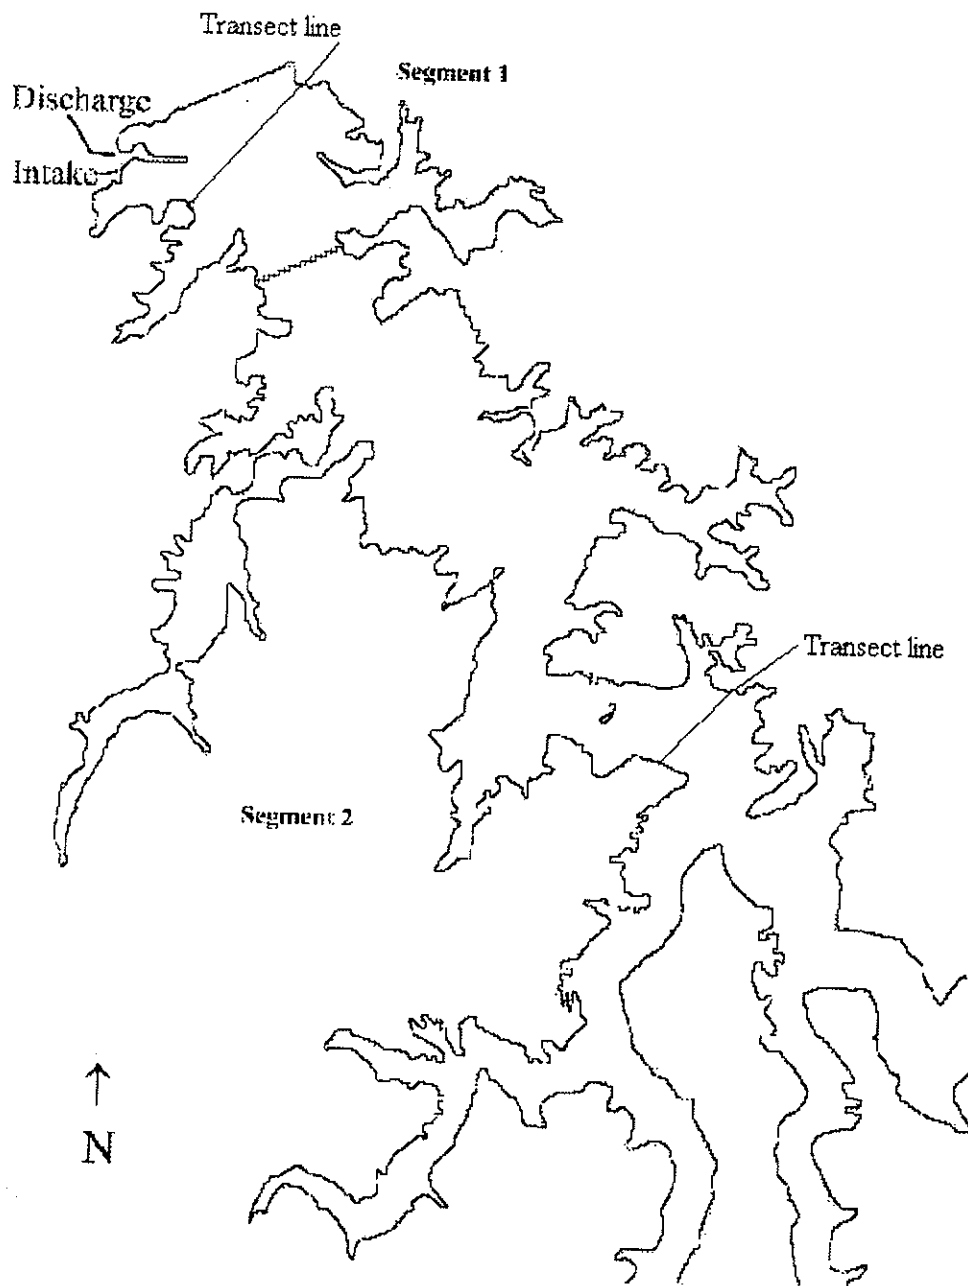 Transect line
Segment 1
Discharge
Intake
Transect line
Segment 2
N